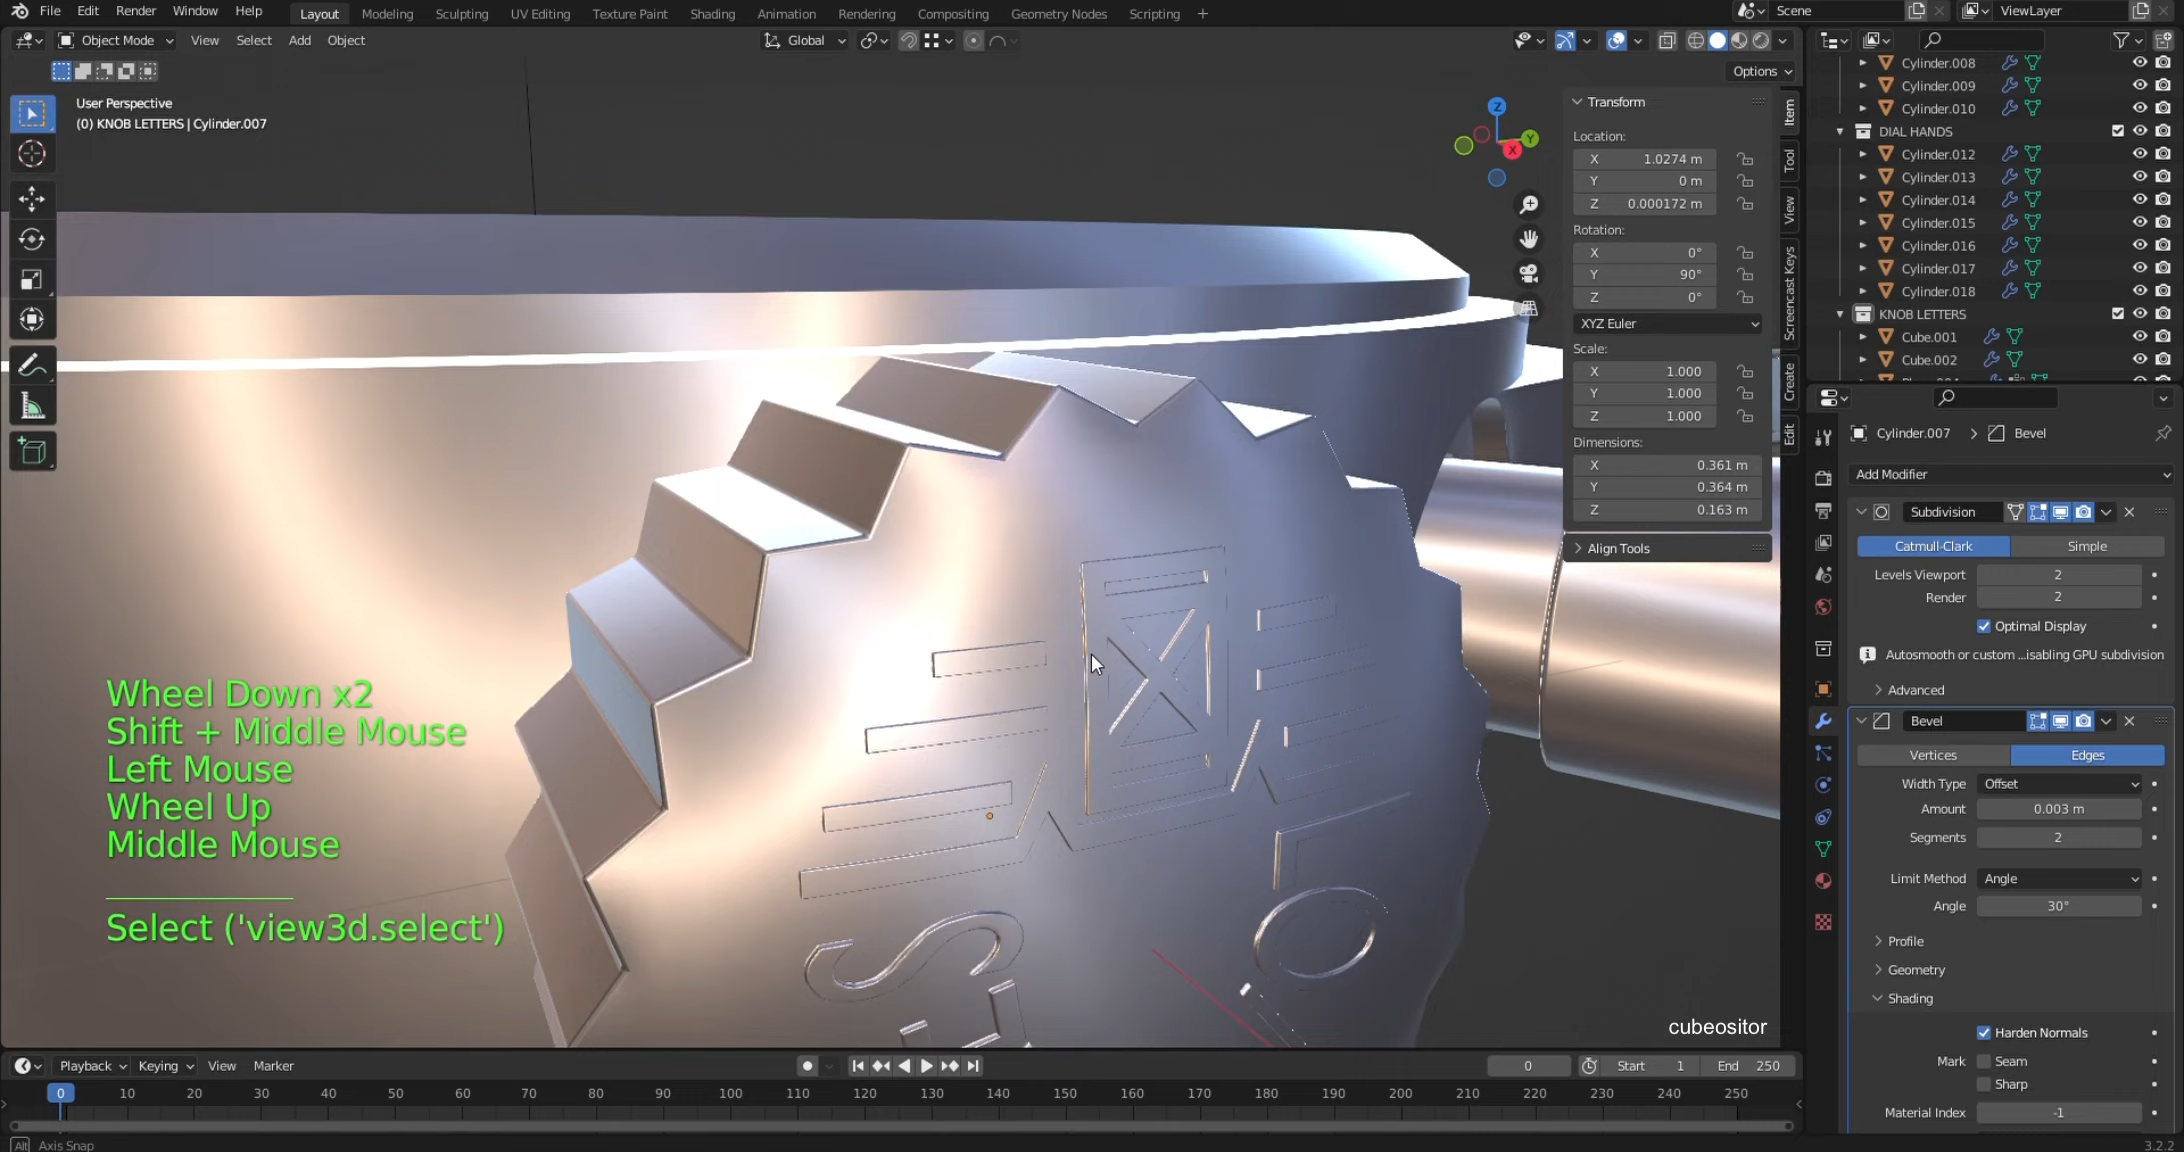 File Edit Render Window Help Layout Modeling Sculpting UV Editing Texture Paint Shading Animation Rendering Compositing Geometry Nodes Scripting + Scene ViewLayer
Object Mode View Select Add Object Global
Options
User Perspective
(0) KNOB LETTERS | Cylinder.007
Z
Y
X
Transform
Location:
X 1.0274 m
Y 0 m
Z 0.000172 m
Rotation:
X 0°
Y 90°
Z 0°
XYZ Euler
Scale:
X 1.000
Y 1.000
Z 1.000
Dimensions:
X 0.361 m
Y 0.364 m
Z 0.163 m
Align Tools
Item
Tool
View
Screencast Keys
Create
Edit
Cylinder.008
Cylinder.009
Cylinder.010
DIAL HANDS
Cylinder.012
Cylinder.013
Cylinder.014
Cylinder.015
Cylinder.016
Cylinder.017
Cylinder.018
KNOB LETTERS
Cube.001
Cube.002
Cylinder.007 > Bevel
Add Modifier
Subdivision
Catmull-Clark Simple
Levels Viewport 2
Render 2
Optimal Display
Autosmooth or custom ...isabling GPU subdivision
Advanced
Bevel
Vertices Edges
Width Type Offset
Amount 0.003 m
Segments 2
Limit Method Angle
Angle 30°
Profile
Geometry
Shading
Harden Normals
Mark Seam
Sharp
Material Index -1
Wheel Down x2
Shift + Middle Mouse
Left Mouse
Wheel Up
Middle Mouse
Select ('view3d.select')
cubeositor
Playback Keying View Marker 0 Start 1 End 250
0 10 20 30 40 50 60 70 80 90 100 110 120 130 140 150 160 170 180 190 200 210 220 230 240 250
Alt Axis Snap
3.2.2